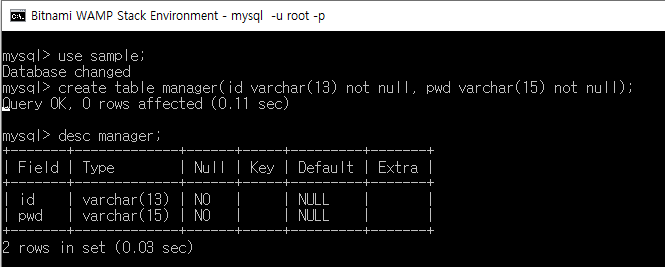 Bitnami WAMP Stack Environment - mysql  -u root -p
mysql> use sample;
Database changed
mysql> create table manager(id varchar(13) not null, pwd varchar(15) not null);
Query OK, 0 rows affected (0.11 sec)
mysql> desc manager;
+-------+-------------+------+-----+---------+-------+
| Field | Type        | Null | Key | Default | Extra |
+-------+-------------+------+-----+---------+-------+
| id    | varchar(13) | NO   |     | NULL    |       |
| pwd   | varchar(15) | NO   |     | NULL    |       |
+-------+-------------+------+-----+---------+-------+
2 rows in set (0.03 sec)